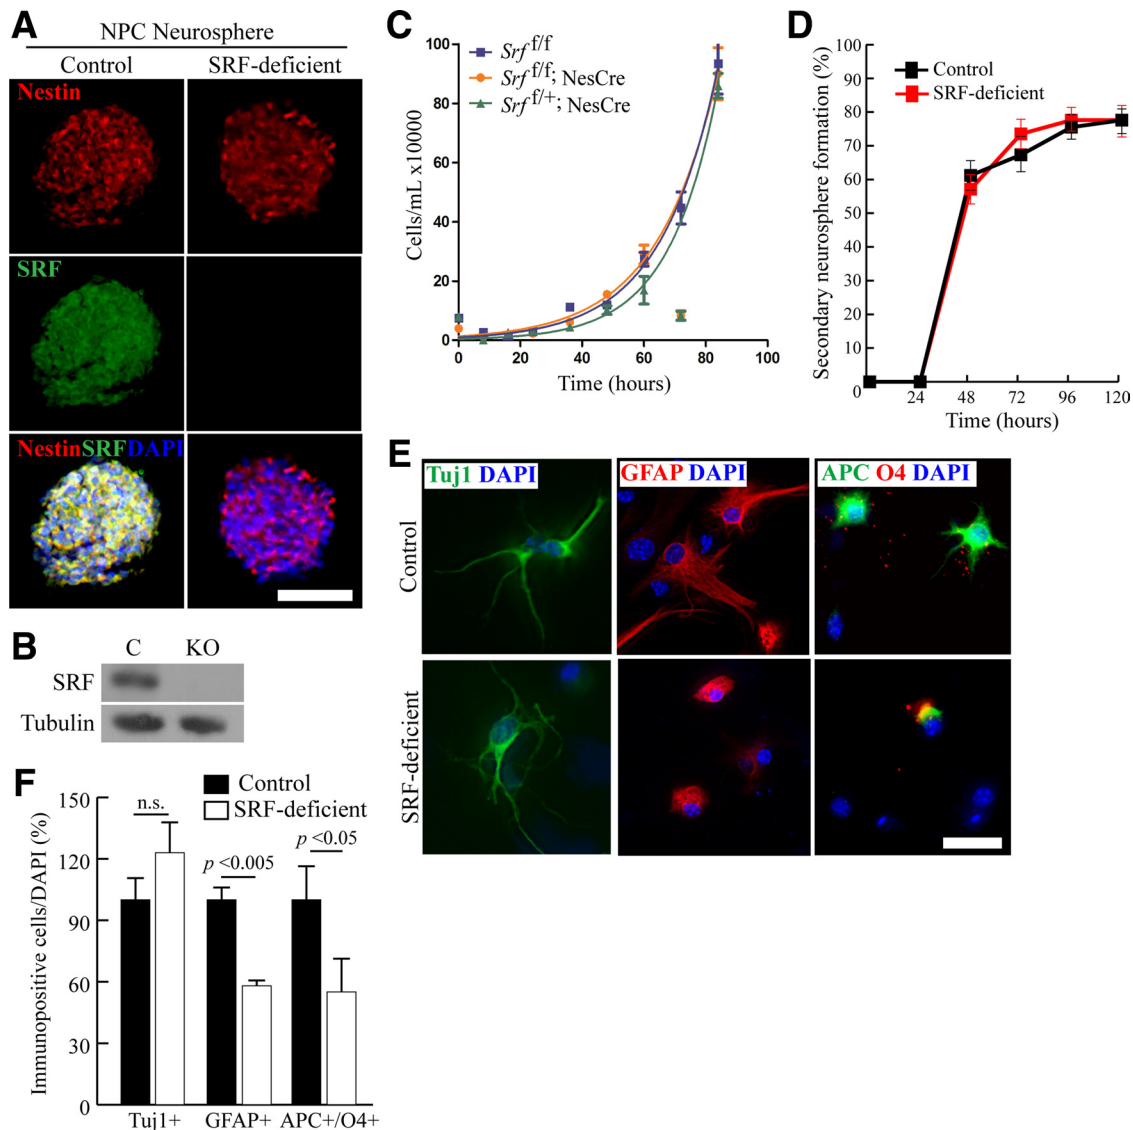 A
NPC Neurosphere
Control SRF-deficient
Nestin
SRF
NestinSRFDAPI
B
C KO
SRF
Tubulin
C
Srf f/f
Srf f/f; NesCre
Srf f/+; NesCre
Cells/mL x10000
100
80
60
40
20
0
0 20 40 60 80 100
Time (hours)
D
Control
SRF-deficient
Secondary neurosphere formation (%)
100
90
80
70
60
50
40
30
20
10
0
24 48 72 96 120
Time (hours)
E
Tuj1 DAPI
GFAP DAPI
APC O4 DAPI
Control
SRF-deficient
F
Control
SRF-deficient
n.s.
p <0.005
p <0.05
Immunopositive cells/DAPI (%)
150
120
90
60
30
0
Tuj1+ GFAP+ APC+/O4+